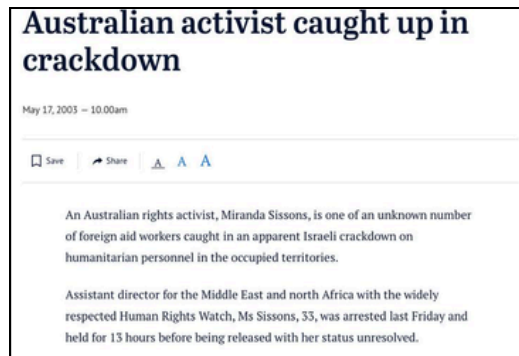 Australian activist caught up in
crackdown
May 17, 2003 — 10.00am
Save Share A A A
An Australian rights activist, Miranda Sissons, is one of an unknown number
of foreign aid workers caught in an apparent Israeli crackdown on
humanitarian personnel in the occupied territories.
Assistant director for the Middle East and north Africa with the widely
respected Human Rights Watch, Ms Sissons, 33, was arrested last Friday and
held for 13 hours before being released with her status unresolved.